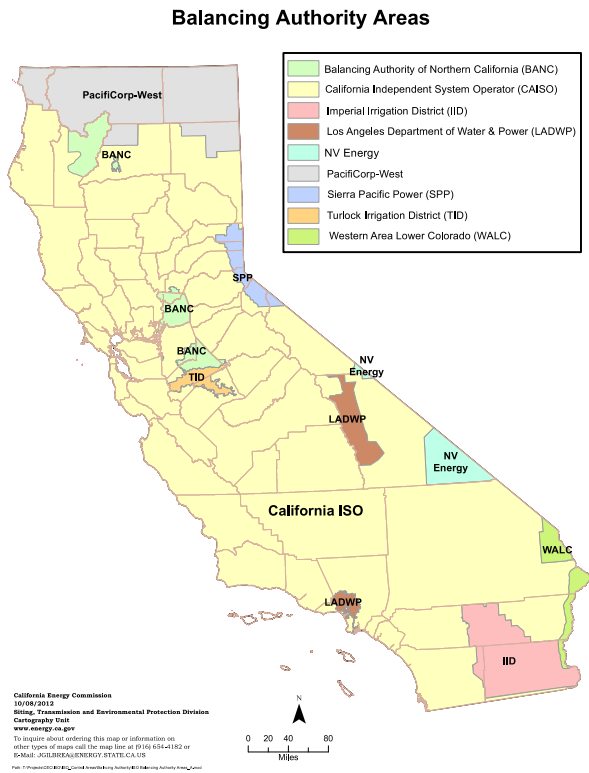 Balancing Authority Areas
Balancing Authority of Northern California (BANC)
California Independent System Operator (CAISO)
Imperial Irrigation District (IID)
Los Angeles Department of Water & Power (LADWP)
NV Energy
PacifiCorp-West
Sierra Pacific Power (SPP)
Turlock Irrigation District (TID)
Western Area Lower Colorado (WALC)
PacifiCorp-West
BANC
SPP
BANC
BANC
TID
NV
Energy
LADWP
NV
Energy
California ISO
WALC
LADWP
IID
California Energy Commission
10/08/2012
Siting, Transmission and Environmental Protection Division
Cartography Unit
www.energy.ca.gov
To inquire about ordering this map or information on
other types of maps call the map line at (916) 654-4182 or
E-Mail: JGILBREA@ENERGY.STATE.CA.US
N
0 20 40 80
Miles